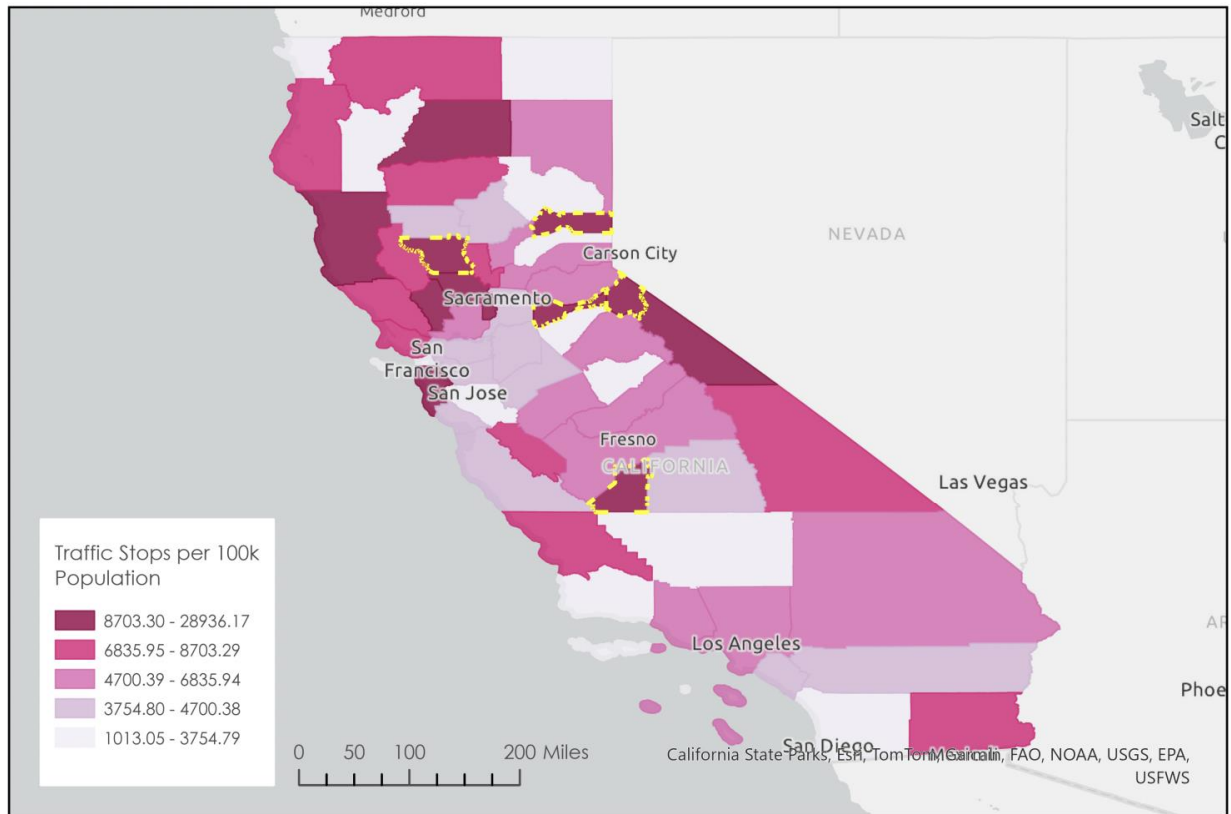 Medford
Salt
C
NEVADA
Carson City
Sacramento
San
Francisco
San Jose
Fresno
CALIFORNIA
Las Vegas
AR
Los Angeles
Phoe
San Diego
Mexicali
Traffic Stops per 100k
Population
8703.30 - 28936.17
6835.95 - 8703.29
4700.39 - 6835.94
3754.80 - 4700.38
1013.05 - 3754.79
0 50 100 200 Miles
California State Parks, Esri, TomTom, Garmin, FAO, NOAA, USGS, EPA,
USFWS